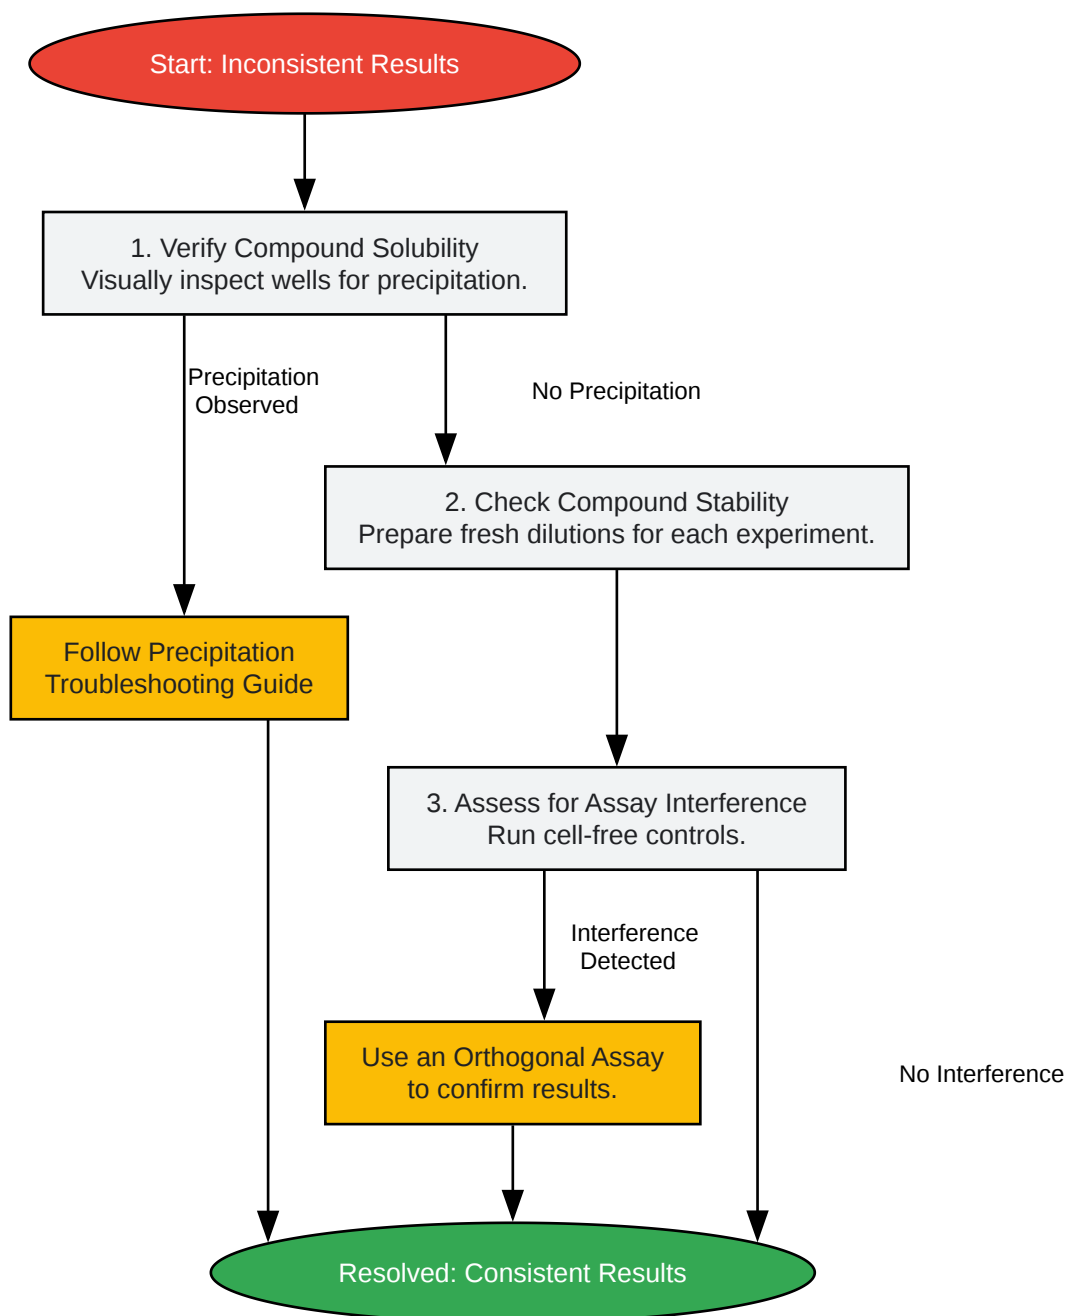 Start: Inconsistent Results
1. Verify Compound Solubility
Visually inspect wells for precipitation.
Precipitation
Observed
No Precipitation
2. Check Compound Stability
Prepare fresh dilutions for each experiment.
Follow Precipitation
Troubleshooting Guide
3. Assess for Assay Interference
Run cell-free controls.
Interference
Detected
Use an Orthogonal Assay
to confirm results.
No Interference
Resolved: Consistent Results